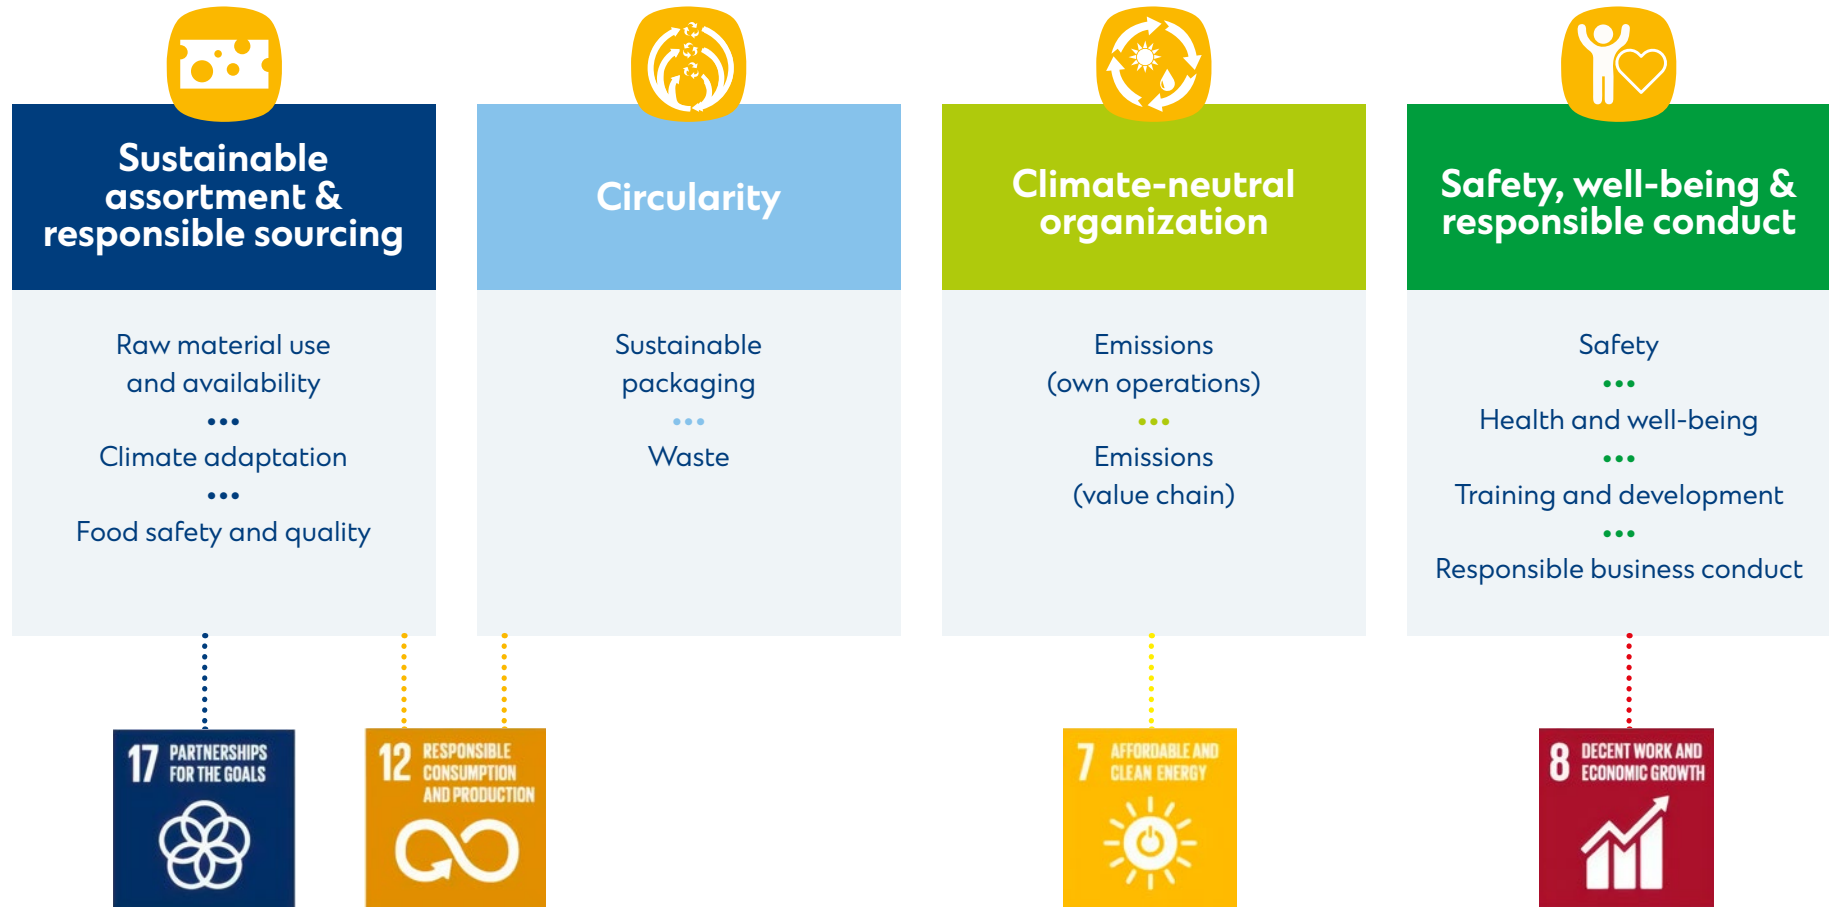 Sustainable
assortment &
responsible sourcing
Raw material use
and availability
Climate adaptation
Food safety and quality
Circularity
Sustainable
packaging
Waste
Climate-neutral
organization
Emissions
(own operations)
Emissions
(value chain)
Safety, well-being &
responsible conduct
Safety
Health and well-being
Training and development
Responsible business conduct
17 PARTNERSHIPS
FOR THE GOALS
12 RESPONSIBLE
CONSUMPTION
AND PRODUCTION
7 AFFORDABLE AND
CLEAN ENERGY
8 DECENT WORK AND
ECONOMIC GROWTH